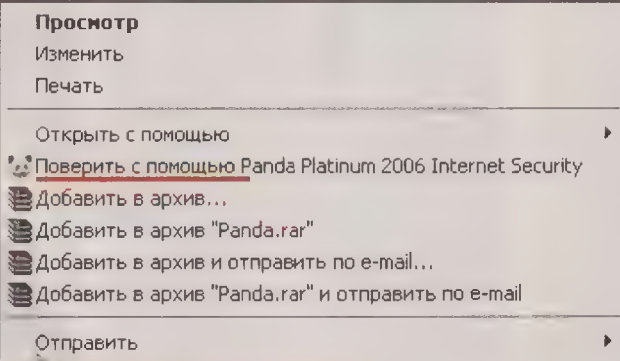 Просмотр
Изменить
Печать
Открыть с помощью
Поверить с помощью Panda Platinum 2006 Internet Security
Добавить в архив...
Добавить в архив "Panda.rar"
Добавить в архив и отправить по e-mail...
Добавить в архив "Panda.rar" и отправить по e-mail
Отправить